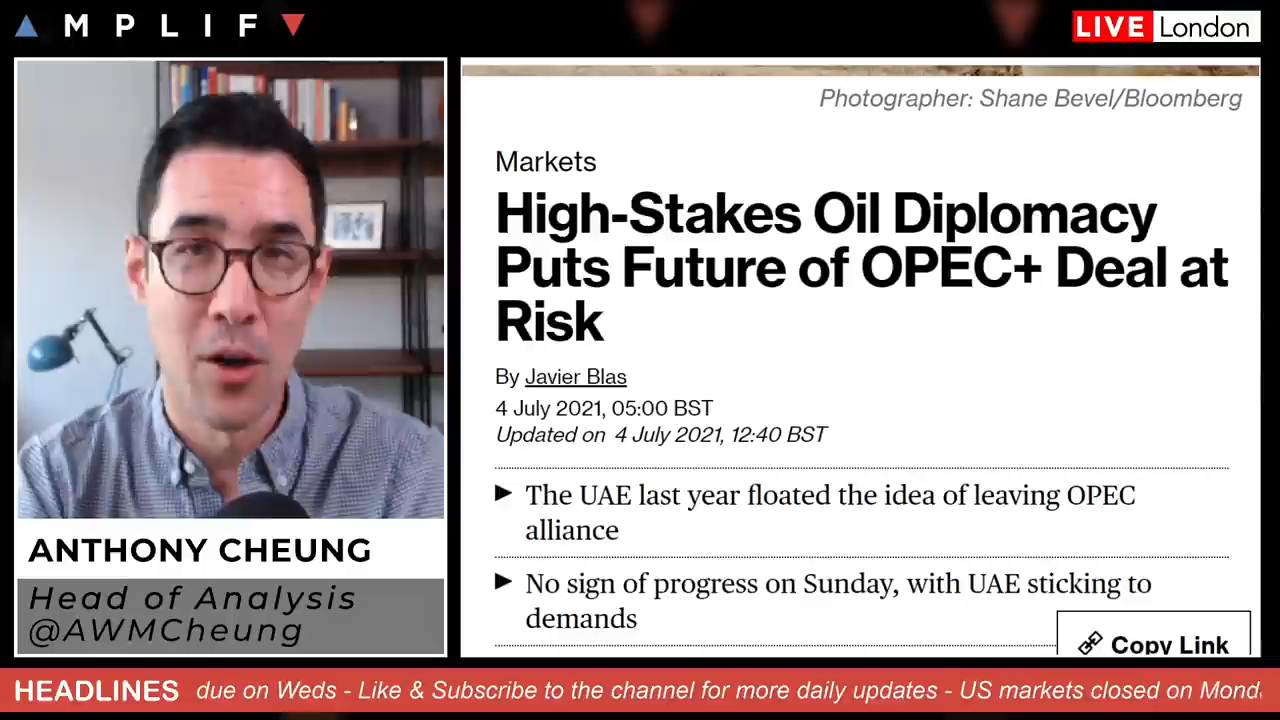 AMPLIFY
LIVE London
Photographer: Shane Bevel/Bloomberg
Markets
High-Stakes Oil Diplomacy
Puts Future of OPEC+ Deal at
Risk
By Javier Blas
4 July 2021, 05:00 BST
Updated on 4 July 2021, 12:40 BST
The UAE last year floated the idea of leaving OPEC
alliance
No sign of progress on Sunday, with UAE sticking to
demands
Copy Link
ANTHONY CHEUNG
Head of Analysis
@AWMCheung
HEADLINES due on Weds - Like & Subscribe to the channel for more daily updates - US markets closed on Mond